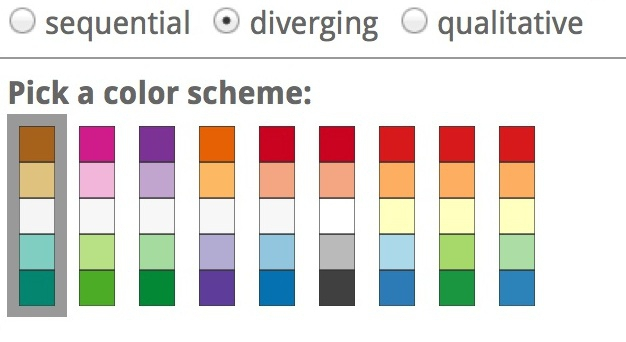 sequential diverging qualitative
Pick a color scheme: